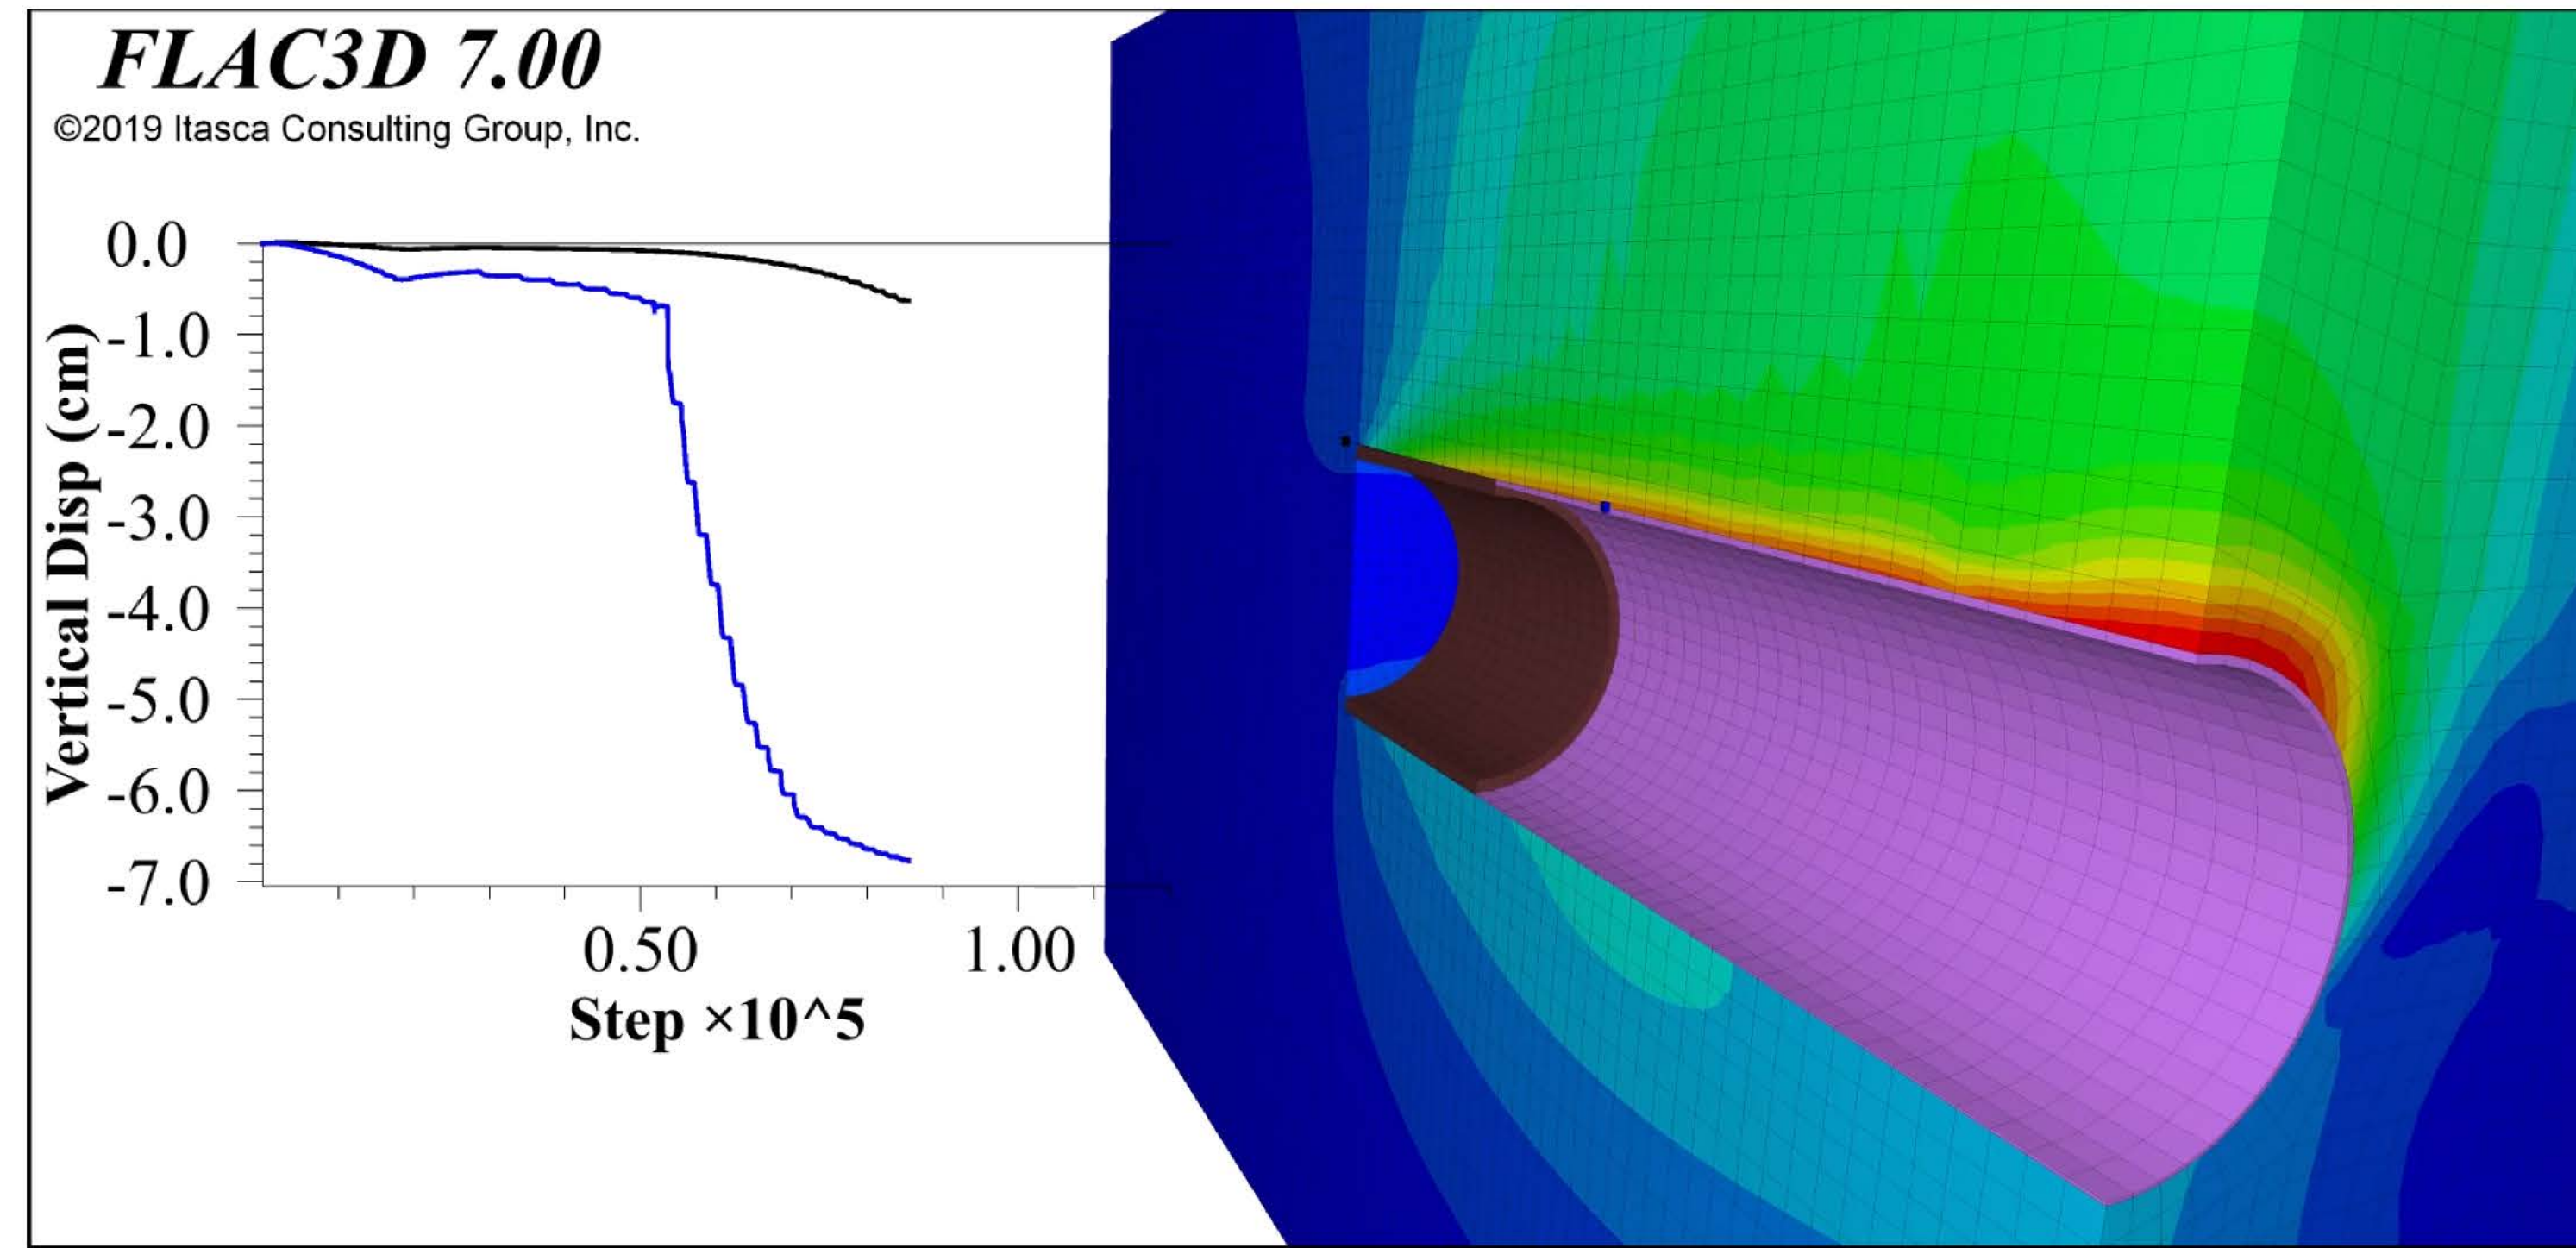 FLAC3D 7.00
©2019 Itasca Consulting Group, Inc.
Vertical Disp (cm)
0.0
-1.0
-2.0
-3.0
-4.0
-5.0
-6.0
-7.0
0.50 1.00
Step ×10^5